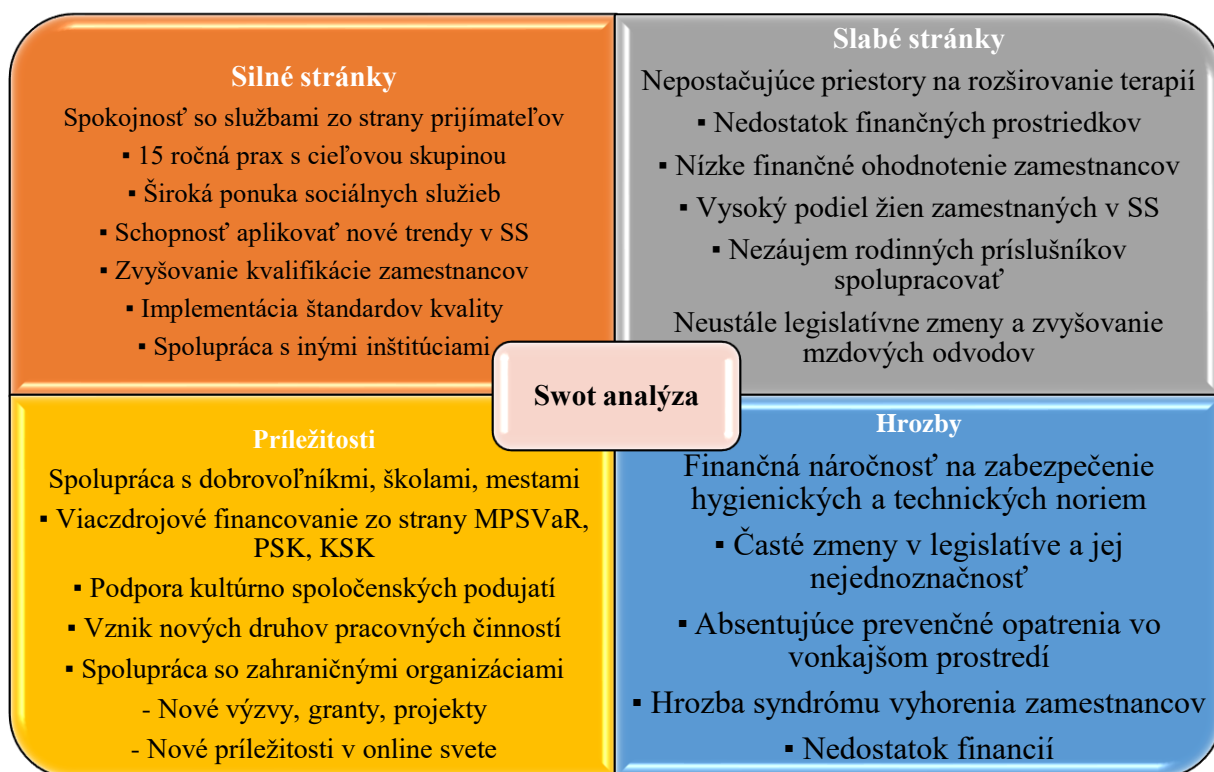 Silné stránky
Spokojnosť so službami zo strany prijímateľov
▪ 15 ročná prax s cieľovou skupinou
▪ Široká ponuka sociálnych služieb
▪ Schopnosť aplikovať nové trendy v SS
▪ Zvyšovanie kvalifikácie zamestnancov
▪ Implementácia štandardov kvality
▪ Spolupráca s inými inštitúciami
Slabé stránky
Nepostačujúce priestory na rozširovanie terapií
▪ Nedostatok finančných prostriedkov
▪ Nízke finančné ohodnotenie zamestnancov
▪ Vysoký podiel žien zamestnaných v SS
▪ Nezáujem rodinných príslušníkov
spolupracovať
Neustále legislatívne zmeny a zvyšovanie
mzdových odvodov
Swot analýza
Príležitosti
Spolupráca s dobrovoľníkmi, školami, mestami
▪ Viaczdrojové financovanie zo strany MPSVaR,
PSK, KSK
▪ Podpora kultúrno spoločenských podujatí
▪ Vznik nových druhov pracovných činností
▪ Spolupráca so zahraničnými organizáciami
- Nové výzvy, granty, projekty
- Nové príležitosti v online svete
Hrozby
Finančná náročnosť na zabezpečenie
hygienických a technických noriem
▪ Časté zmeny v legislatíve a jej
nejednoznačnosť
▪ Absentujúce prevenčné opatrenia vo
vonkajšom prostredí
▪ Hrozba syndrómu vyhorenia zamestnancov
▪ Nedostatok financií